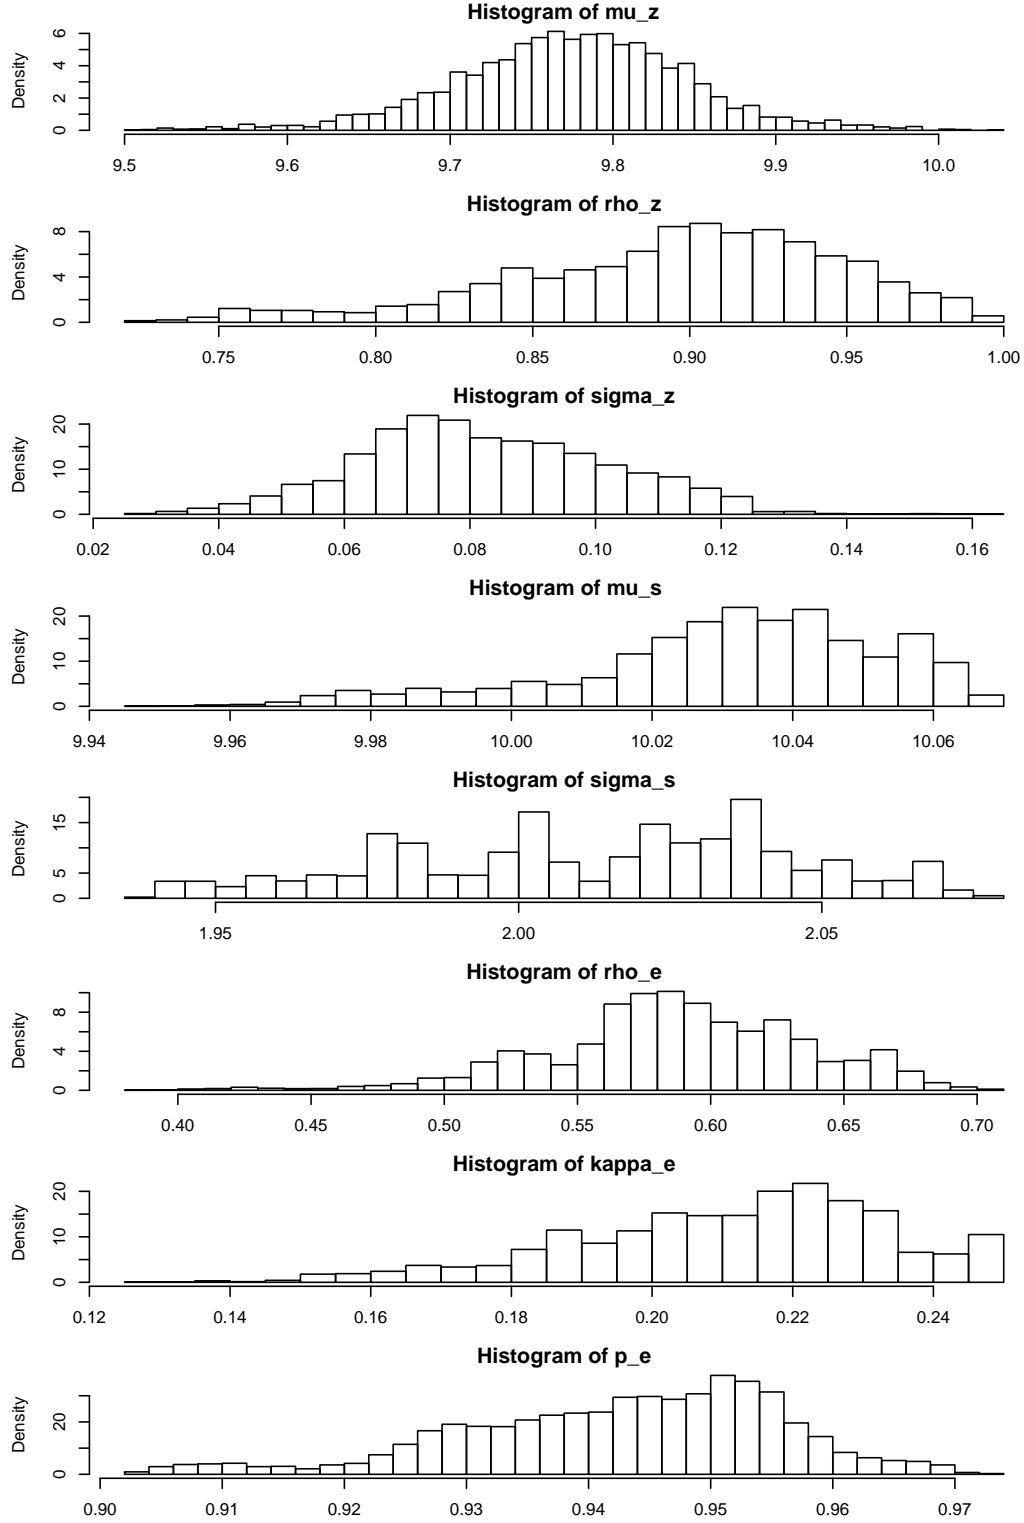 Histogram of mu_z
Density
0 2 4 6
9.5 9.6 9.7 9.8 9.9 10.0
Histogram of rho_z
Density
0 4 8
0.75 0.80 0.85 0.90 0.95 1.00
Histogram of sigma_z
Density
0 10 20
0.02 0.04 0.06 0.08 0.10 0.12 0.14 0.16
Histogram of mu_s
Density
0 10 20
9.94 9.96 9.98 10.00 10.02 10.04 10.06
Histogram of sigma_s
Density
0 5 15
1.95 2.00 2.05
Histogram of rho_e
Density
0 4 8
0.40 0.45 0.50 0.55 0.60 0.65 0.70
Histogram of kappa_e
Density
0 10 20
0.12 0.14 0.16 0.18 0.20 0.22 0.24
Histogram of p_e
Density
0 20
0.90 0.91 0.92 0.93 0.94 0.95 0.96 0.97